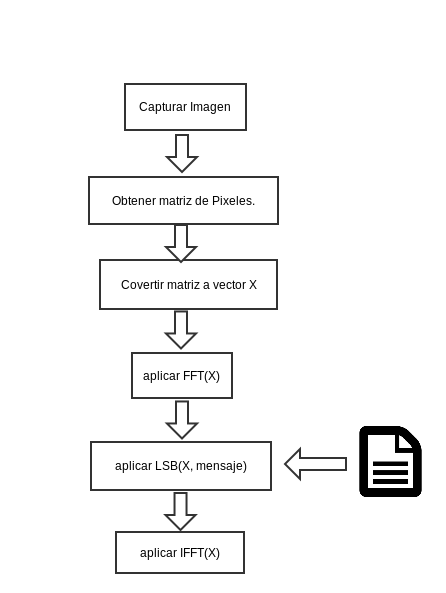 Capturar Imagen
Obtener matriz de Pixeles.
Covertir matriz a vector X
aplicar FFT(X)
aplicar LSB(X, mensaje)
aplicar IFFT(X)